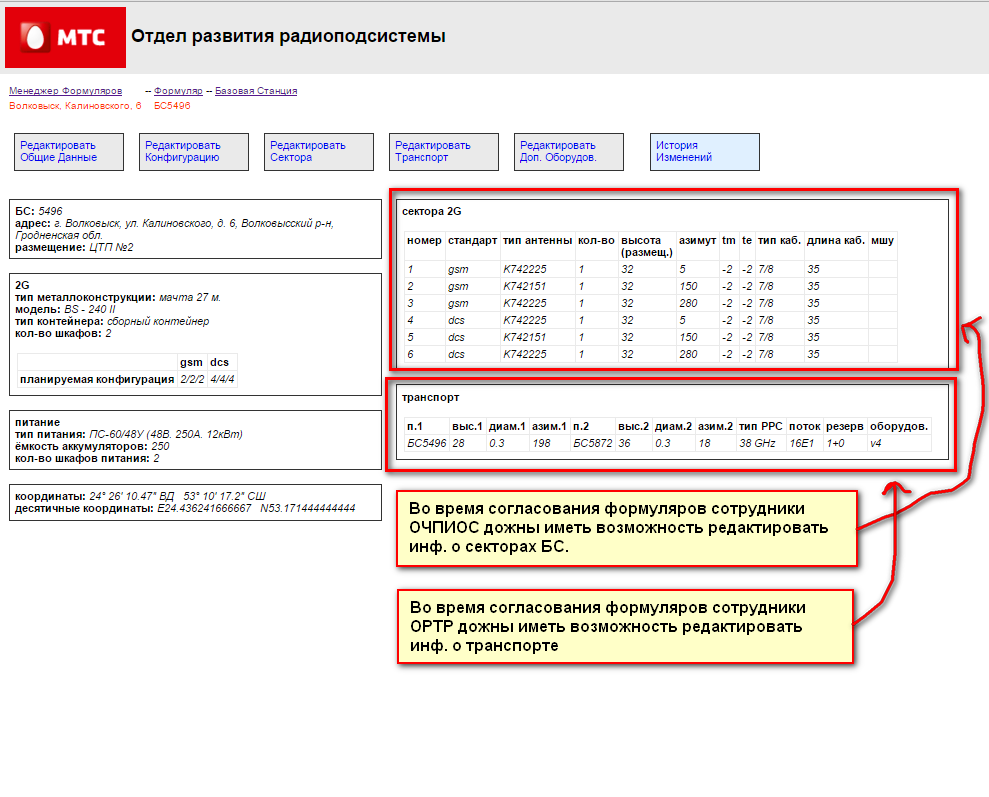 МТС
Отдел развития радиоподсистемы
Менеджер Формуляров -- Формуляр -- Базовая Станция
Волковыск, Калиновского, 6 БС5496
Редактировать
Общие Данные
Редактировать
Конфигурацию
Редактировать
Сектора
Редактировать
Транспорт
Редактировать
Доп. Оборудов.
История
Изменений
БС: 5496
адрес: г. Волковыск, ул. Калиновского, д. 6, Волковысский р-н,
Гродненская обл.
размещение: ЦТП №2
2G
тип металлоконструкции: мачта 27 м.
модель: BS - 240 II
тип контейнера: сборный контейнер
кол-во шкафов: 2
gsm dcs
планируемая конфигурация 2/2/2 4/4/4
питание
тип питания: ПС-60/48У (48В. 250А. 12кВт)
ёмкость аккумуляторов: 250
кол-во шкафов питания: 2
координаты: 24° 26' 10.47" ВД 53° 10' 17.2" СШ
десятичные координаты: E24.436241666667 N53.171444444444
сектора 2G
номер стандарт тип антенны кол-во высота (размещ.) азимут tm te тип каб. длина каб. мшу
1 gsm K742225 1 32 5 -2 -2 7/8 35
2 gsm K742151 1 32 150 -2 -2 7/8 35
3 gsm K742225 1 32 280 -2 -2 7/8 35
4 dcs K742225 1 32 5 -2 -2 7/8 35
5 dcs K742151 1 32 150 -2 -2 7/8 35
6 dcs K742225 1 32 280 -2 -2 7/8 35
транспорт
п.1 выс.1 диам.1 азим.1 п.2 выс.2 диам.2 азим.2 тип РРС поток резерв оборудов.
БС5496 28 0.3 198 БС5872 36 0.3 18 38 GHz 16E1 1+0 v4
Во время согласования формуляров сотрудники
ОЧПИОС дожны иметь возможность редактировать
инф. о секторах БС.
Во время согласования формуляров сотрудники
ОРТР дожны иметь возможность редактировать
инф. о транспорте